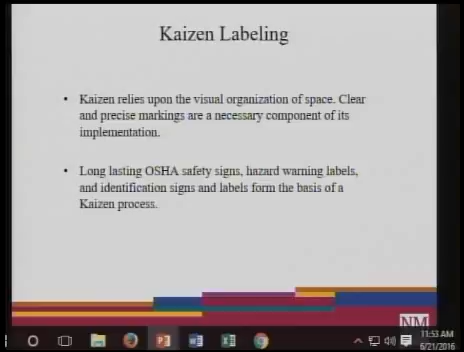 Kaizen Labeling
• Kaizen relies upon the visual organization of space. Clear
and precise markings are a necessary component of its
implementation.
• Long lasting OSHA safety signs, hazard warning labels,
and identification signs and labels form the basis of a
Kaizen process.
NM
11:53 AM
5/21/2016